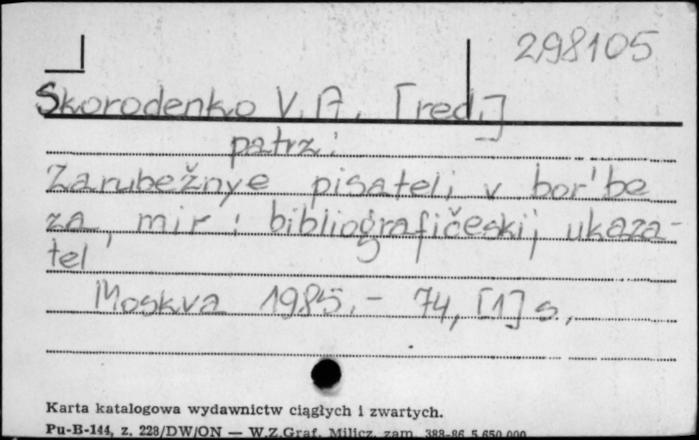 298105
Skorodenko V. A. [red.]
patrz:
Zarubežnye pisateli v bor'be
za mir : bibliografičeskij ukaza-
tel'
Moskva 1985.- 74, [1] s.,
Karta katalogowa wydawnictw ciągłych i zwartych.
Pu-B-144, z. 228/DW/ON — W.Z.Graf. Milicz, zam. 388-86 5.650.000